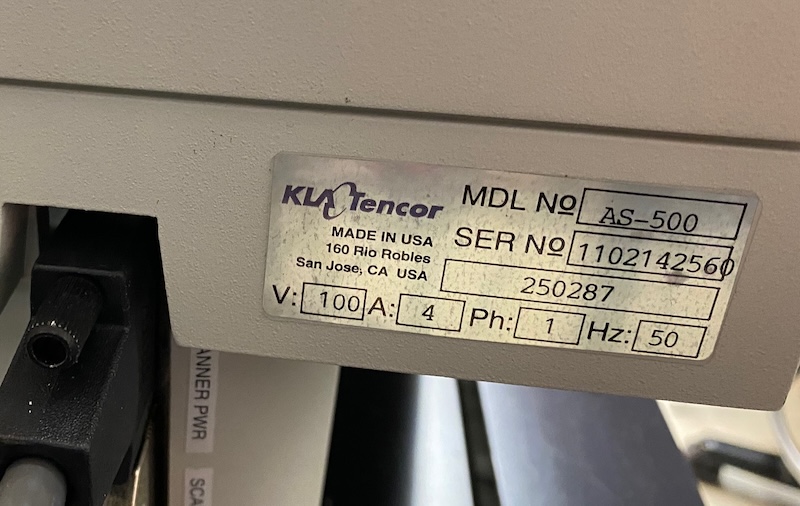 KLA Tencor
MADE IN USA
160 Rio Robles
San Jose, CA USA
MDL Nº AS-500
SER Nº 1102142560
250287
V: 100 A: 4 Ph: 1 Hz: 50
ANNER PWR
SCA